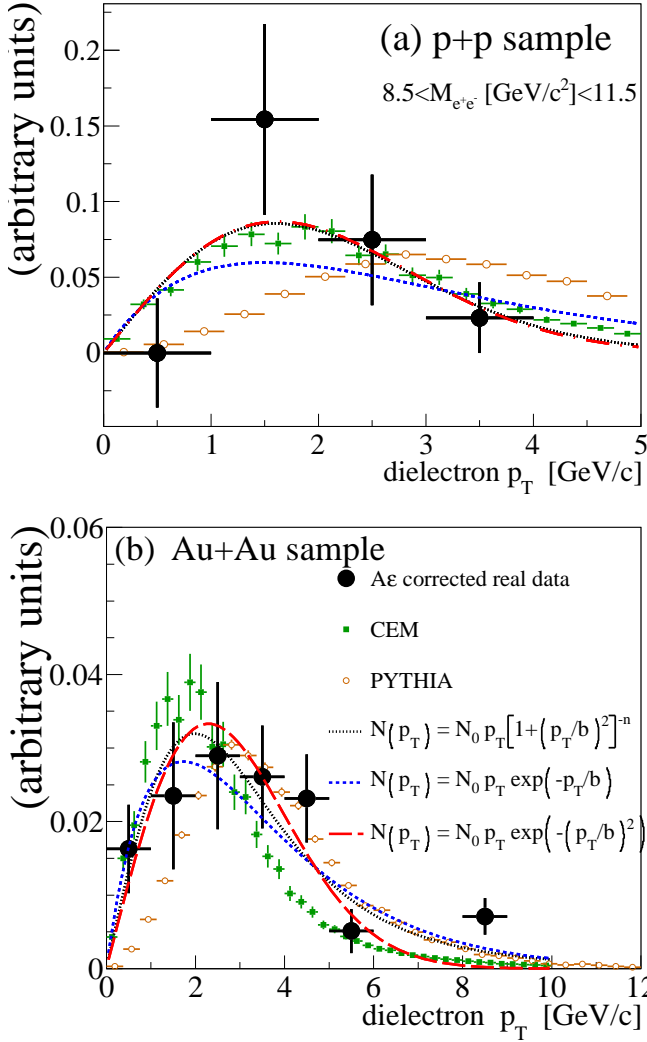 (a) p+p sample
8.5<M_{e⁺e⁻} [GeV/c²]<11.5
(arbitrary units)
0.2
0.15
0.1
0.05
0
0 1 2 3 4 5
dielectron p_T [GeV/c]
(b) Au+Au sample
(arbitrary units)
0.06
0.04
0.02
0
Aε corrected real data
CEM
PYTHIA
N(p_T) = N₀ p_T[1+(p_T/b)²]⁻ⁿ
N(p_T) = N₀ p_T exp(-p_T/b)
N(p_T) = N₀ p_T exp(-(p_T/b)²)
0 2 4 6 8 10 12
dielectron p_T [GeV/c]